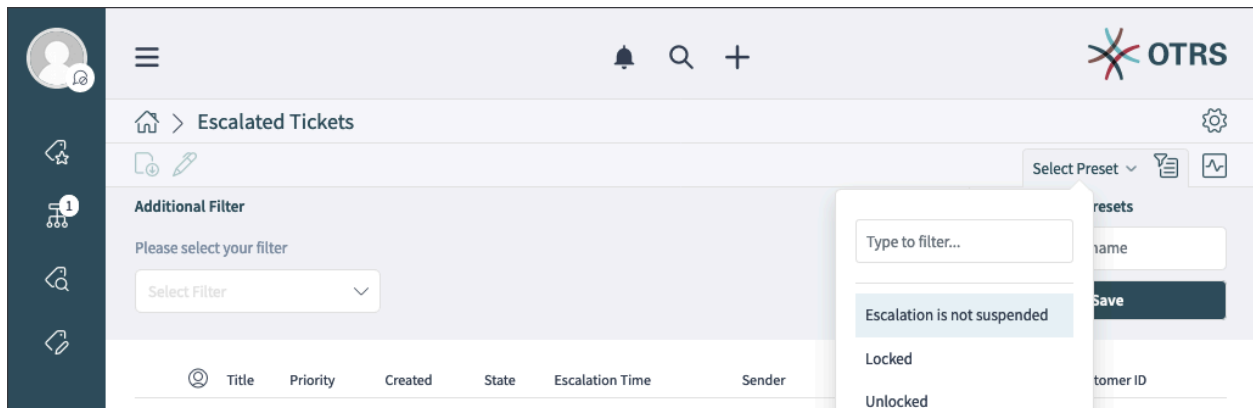 OTRS
Escalated Tickets
Select Preset
1
Additional Filter
resets
Please select your filter
Type to filter...
name
Select Filter
Save
Escalation is not suspended
Locked
Title Priority Created State Escalation Time Sender
tomer ID
Unlocked